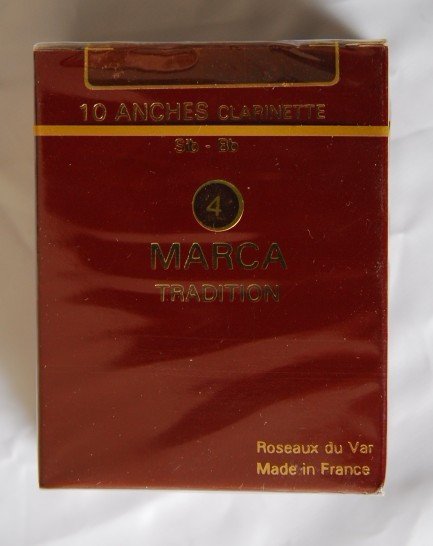 10 ANCHES CLARINETTE
Sib - Bb
4
MARCA
TRADITION
Roseaux du Var
Made in France